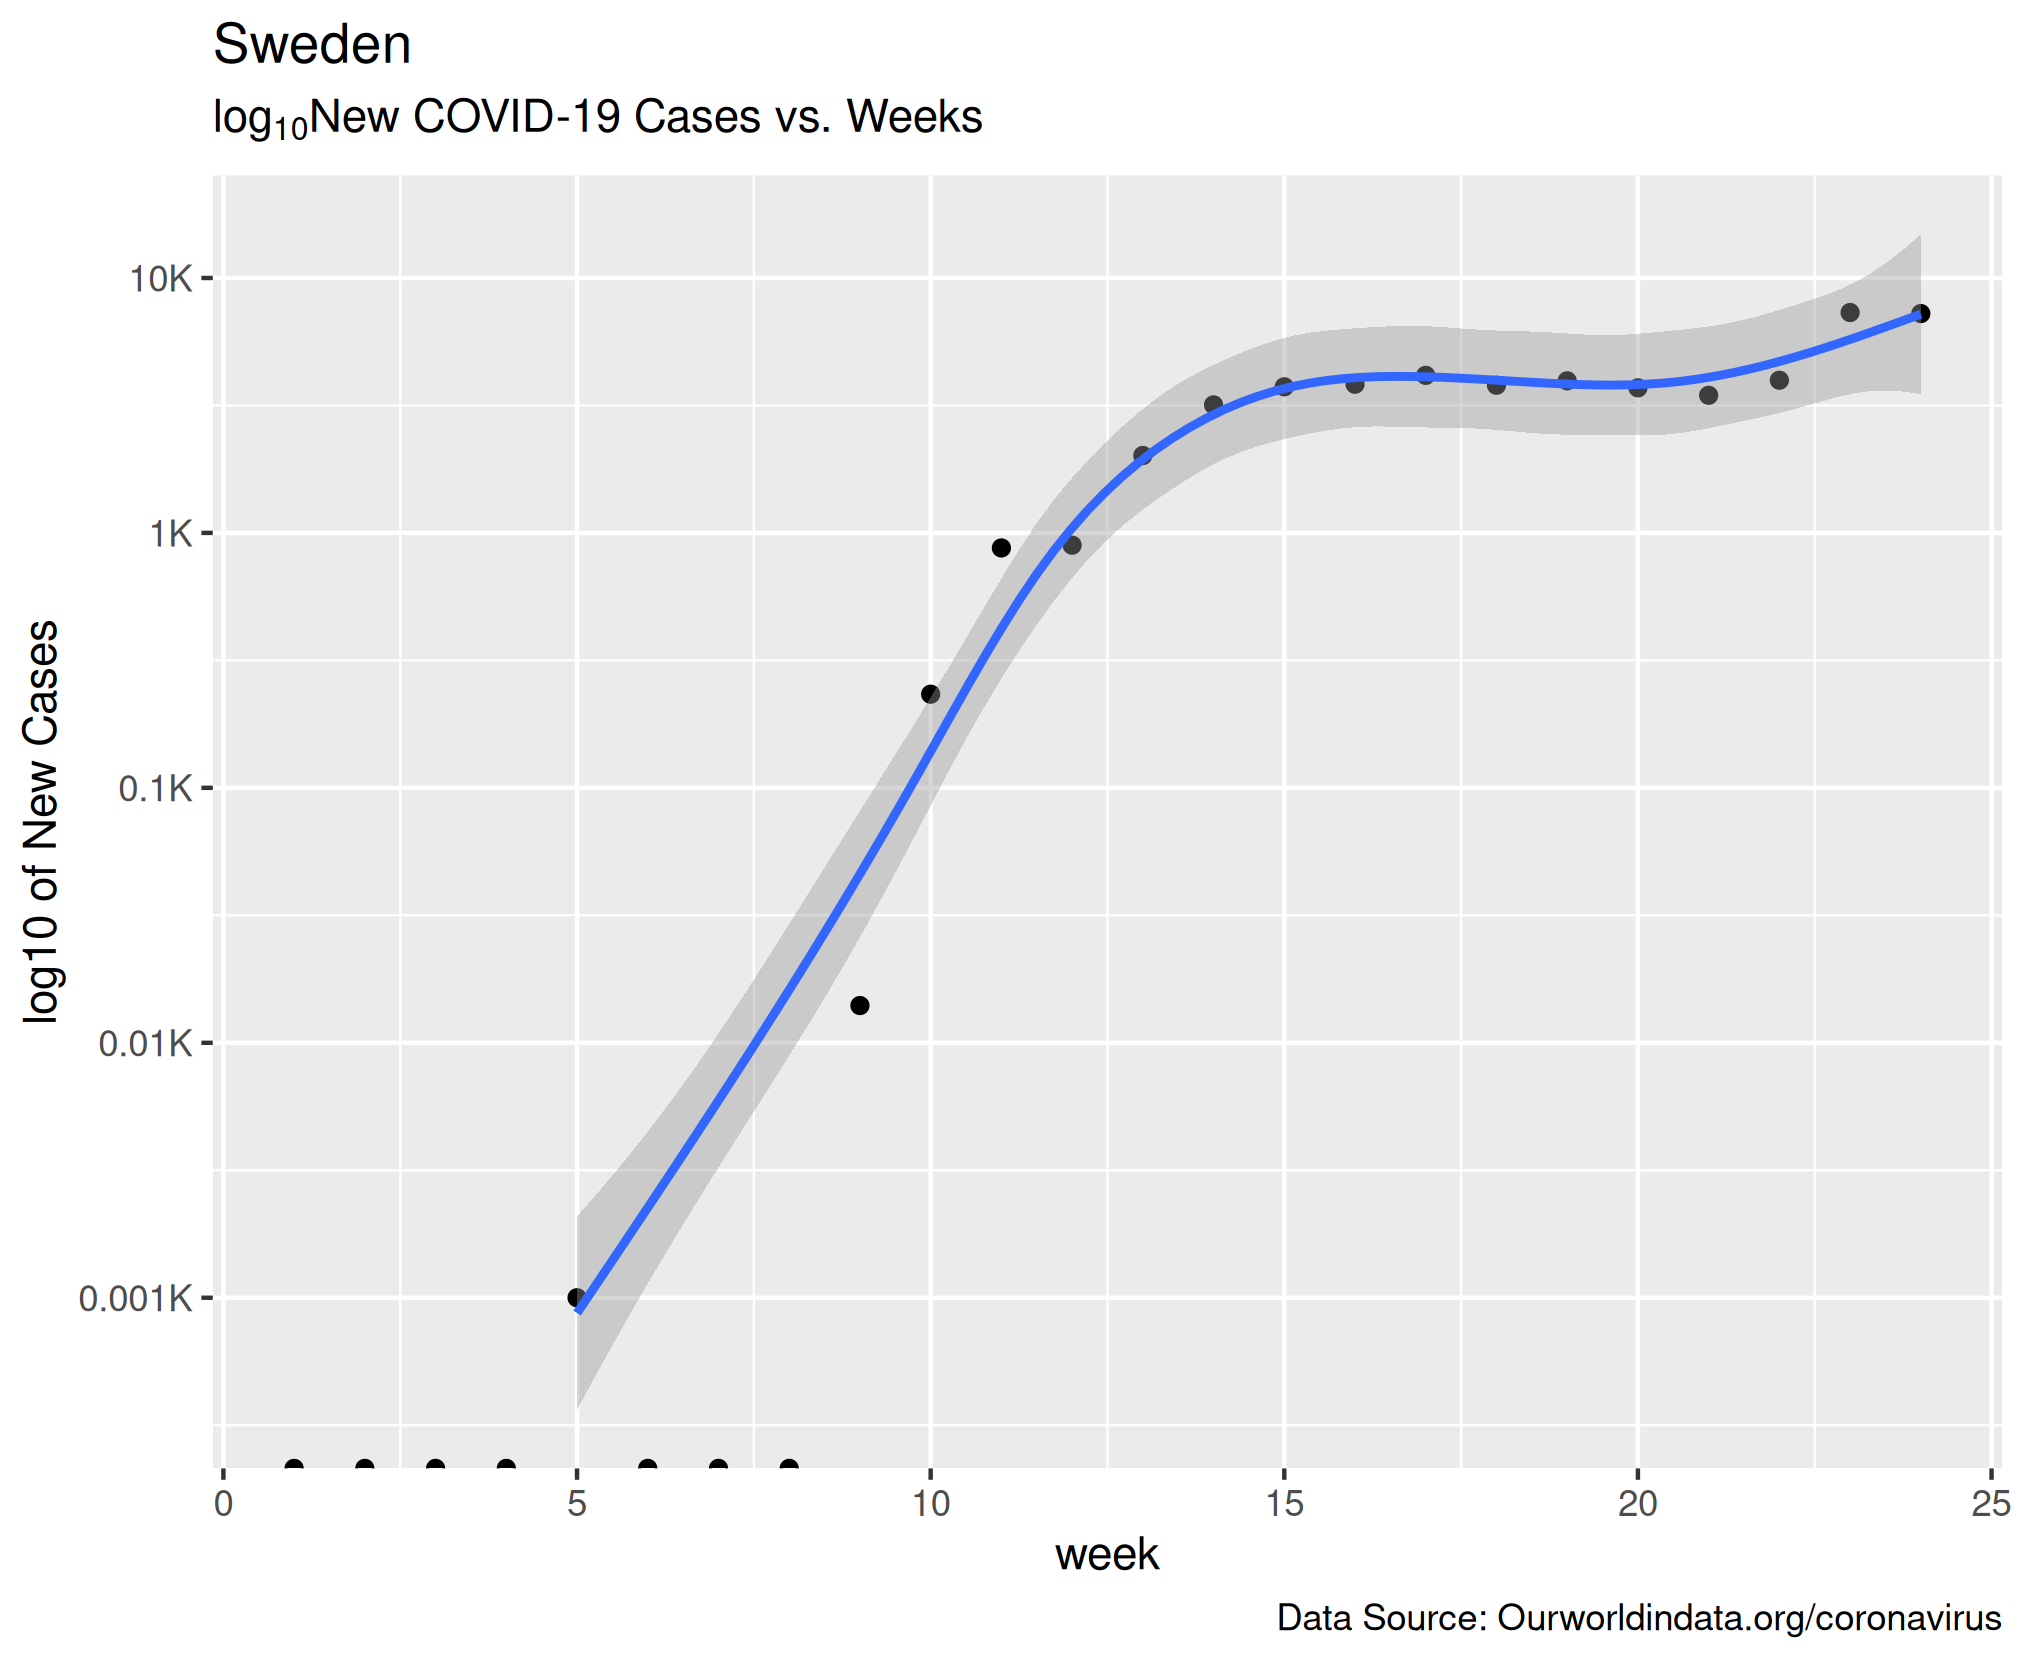 Sweden
log₁₀New COVID-19 Cases vs. Weeks
log10 of New Cases
10K
1K
0.1K
0.01K
0.001K
0 5 10 15 20 25
week
Data Source: Ourworldindata.org/coronavirus